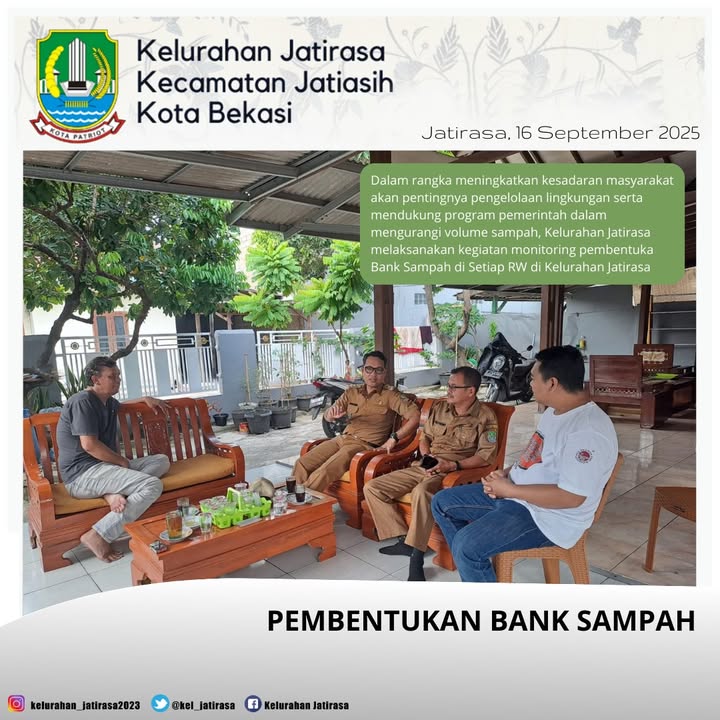 Kelurahan Jatirasa
Kecamatan Jatiasih
Kota Bekasi
KOTA PATRIOT
Jatirasa, 16 September 2025
Dalam rangka meningkatkan kesadaran masyarakat
akan pentingnya pengelolaan lingkungan serta
mendukung program pemerintah dalam
mengurangi volume sampah, Kelurahan Jatirasa
melaksanakan kegiatan monitoring pembentuka
Bank Sampah di Setiap RW di Kelurahan Jatirasa
PEMBENTUKAN BANK SAMPAH
kelurahan_jatirasa2023 @kel_jatirasa Kelurahan Jatirasa